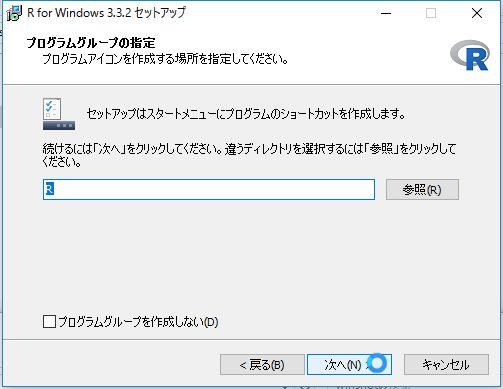 R for Windows 3.3.2 セットアップ
プログラムグループの指定
プログラムアイコンを作成する場所を指定してください。
R
セットアップはスタートメニューにプログラムのショートカットを作成します。
続けるには「次へ」をクリックしてください。違うディレクトリを選択するには「参照」をクリックして
ください。
R
参照(R)
プログラムグループを作成しない(D)
< 戻る(B)
次へ(N) >
キャンセル